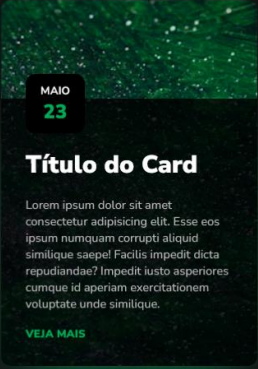 MAIO
23
Título do Card
Lorem ipsum dolor sit amet
consectetur adipisicing elit. Esse eos
ipsum numquam corrupti aliquid
similique saepe! Facilis impedit dicta
repudiandae? Impedit iusto asperiores
cumque id aperiam exercitationem
voluptate unde similique.
VEJA MAIS